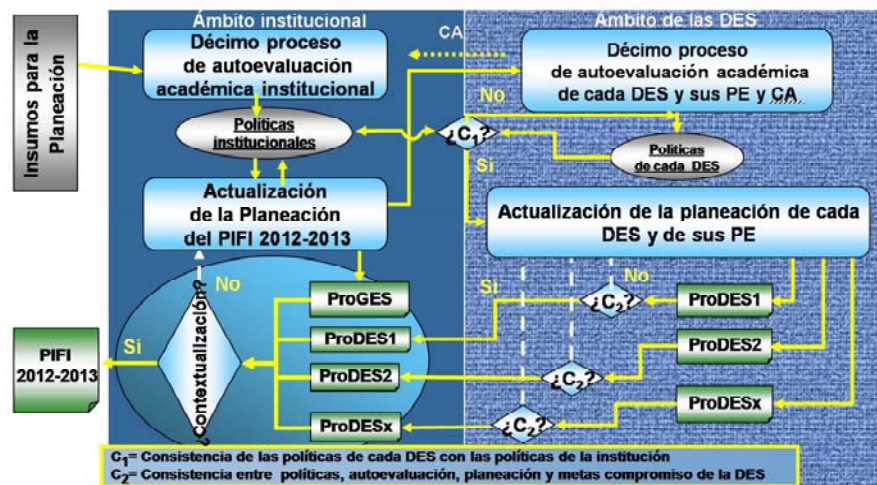 Ámbito institucional
Ámbito de las DES
Insumos para la
Planeación
Décimo proceso
de autoevaluación
académica institucional
CA
Décimo proceso
de autoevaluación académica
de cada DES y sus PE y CA
No
Políticas
institucionales
¿C1?
Políticas
de cada DES
Sí
Actualización
de la Planeación
del PIFI 2012-2013
Actualización de la planeación de cada
DES y de sus PE
No
¿Contextualización?
Sí
PIFI
2012-2013
ProGES
ProDES1
ProDES2
ProDESx
Sí
No
¿C2?
ProDES1
¿C2?
ProDES2
¿C2?
ProDESx
C1= Consistencia de las políticas de cada DES con las políticas de la institución
C2= Consistencia entre políticas, autoevaluación, planeación y metas compromiso de la DES